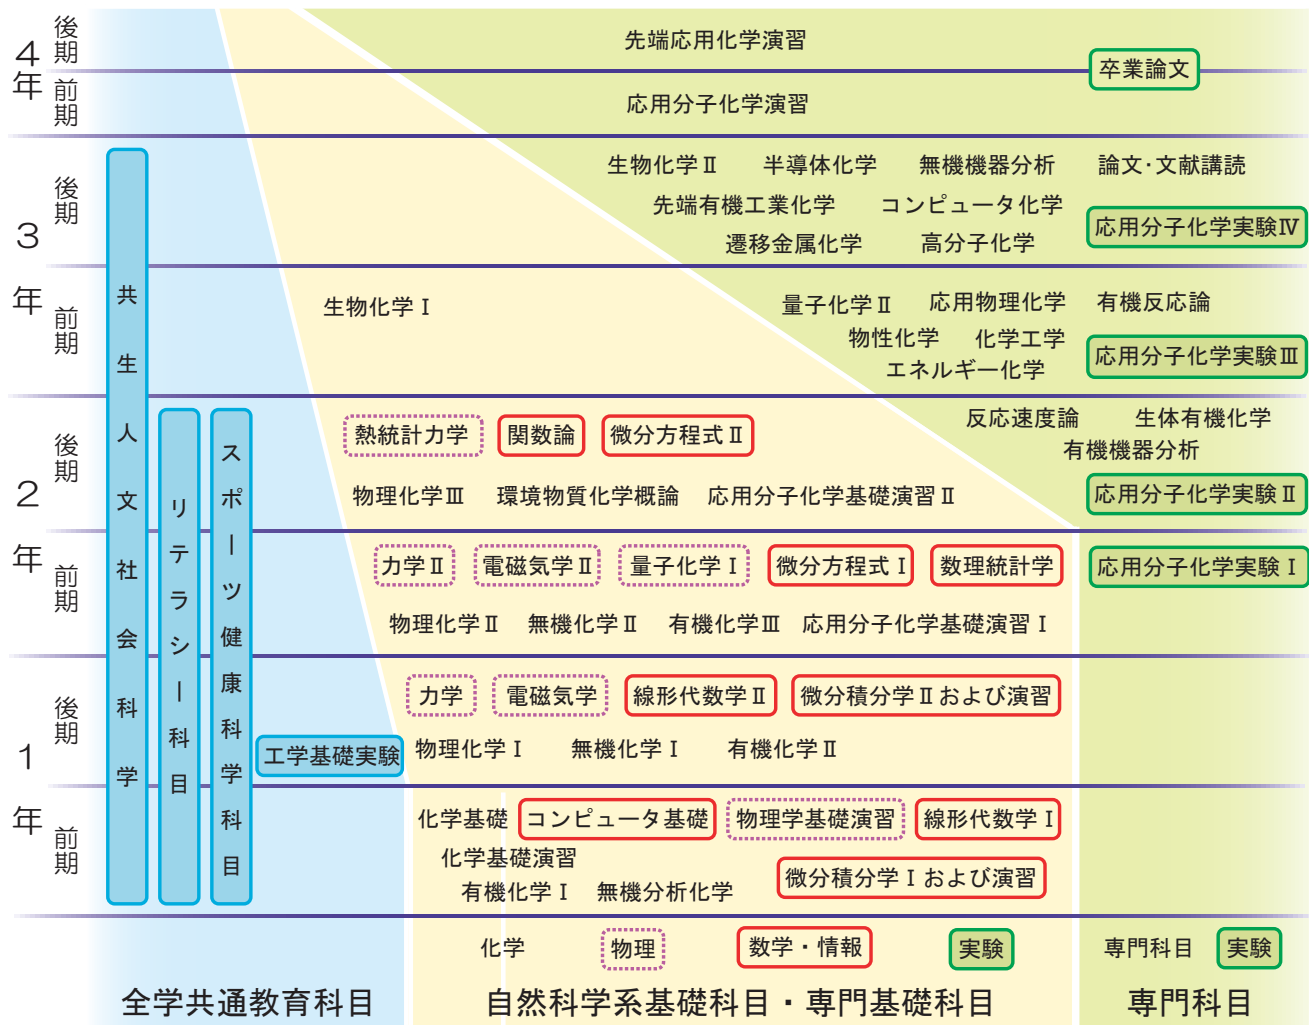 4年
後期
先端応用化学演習
卒業論文
前期
応用分子化学演習
3年
後期
生物化学Ⅱ 半導体化学 無機機器分析 論文・文献講読
先端有機工業化学 コンピュータ化学
応用分子化学実験Ⅳ
遷移金属化学 高分子化学
前期
生物化学Ⅰ
量子化学Ⅱ 応用物理化学 有機反応論
物性化学 化学工学
応用分子化学実験Ⅲ
エネルギー化学
2年
後期
熱統計力学 関数論 微分方程式Ⅱ
反応速度論 生体有機化学
有機機器分析
物理化学Ⅲ 環境物質化学概論 応用分子化学基礎演習Ⅱ
応用分子化学実験Ⅱ
前期
力学Ⅱ 電磁気学Ⅱ 量子化学Ⅰ 微分方程式Ⅰ 数理統計学
応用分子化学実験Ⅰ
物理化学Ⅱ 無機化学Ⅱ 有機化学Ⅲ 応用分子化学基礎演習Ⅰ
1年
後期
力学 電磁気学 線形代数学Ⅱ 微分積分学Ⅱおよび演習
工学基礎実験
物理化学Ⅰ 無機化学Ⅰ 有機化学Ⅱ
前期
化学基礎 コンピュータ基礎 物理学基礎演習 線形代数学Ⅰ
化学基礎演習
微分積分学Ⅰおよび演習
有機化学Ⅰ 無機分析化学
共生人文社会科学
リテラシー科目
スポーツ健康科学科目
化学 物理 数学・情報 実験
専門科目 実験
全学共通教育科目
自然科学系基礎科目・専門基礎科目
専門科目